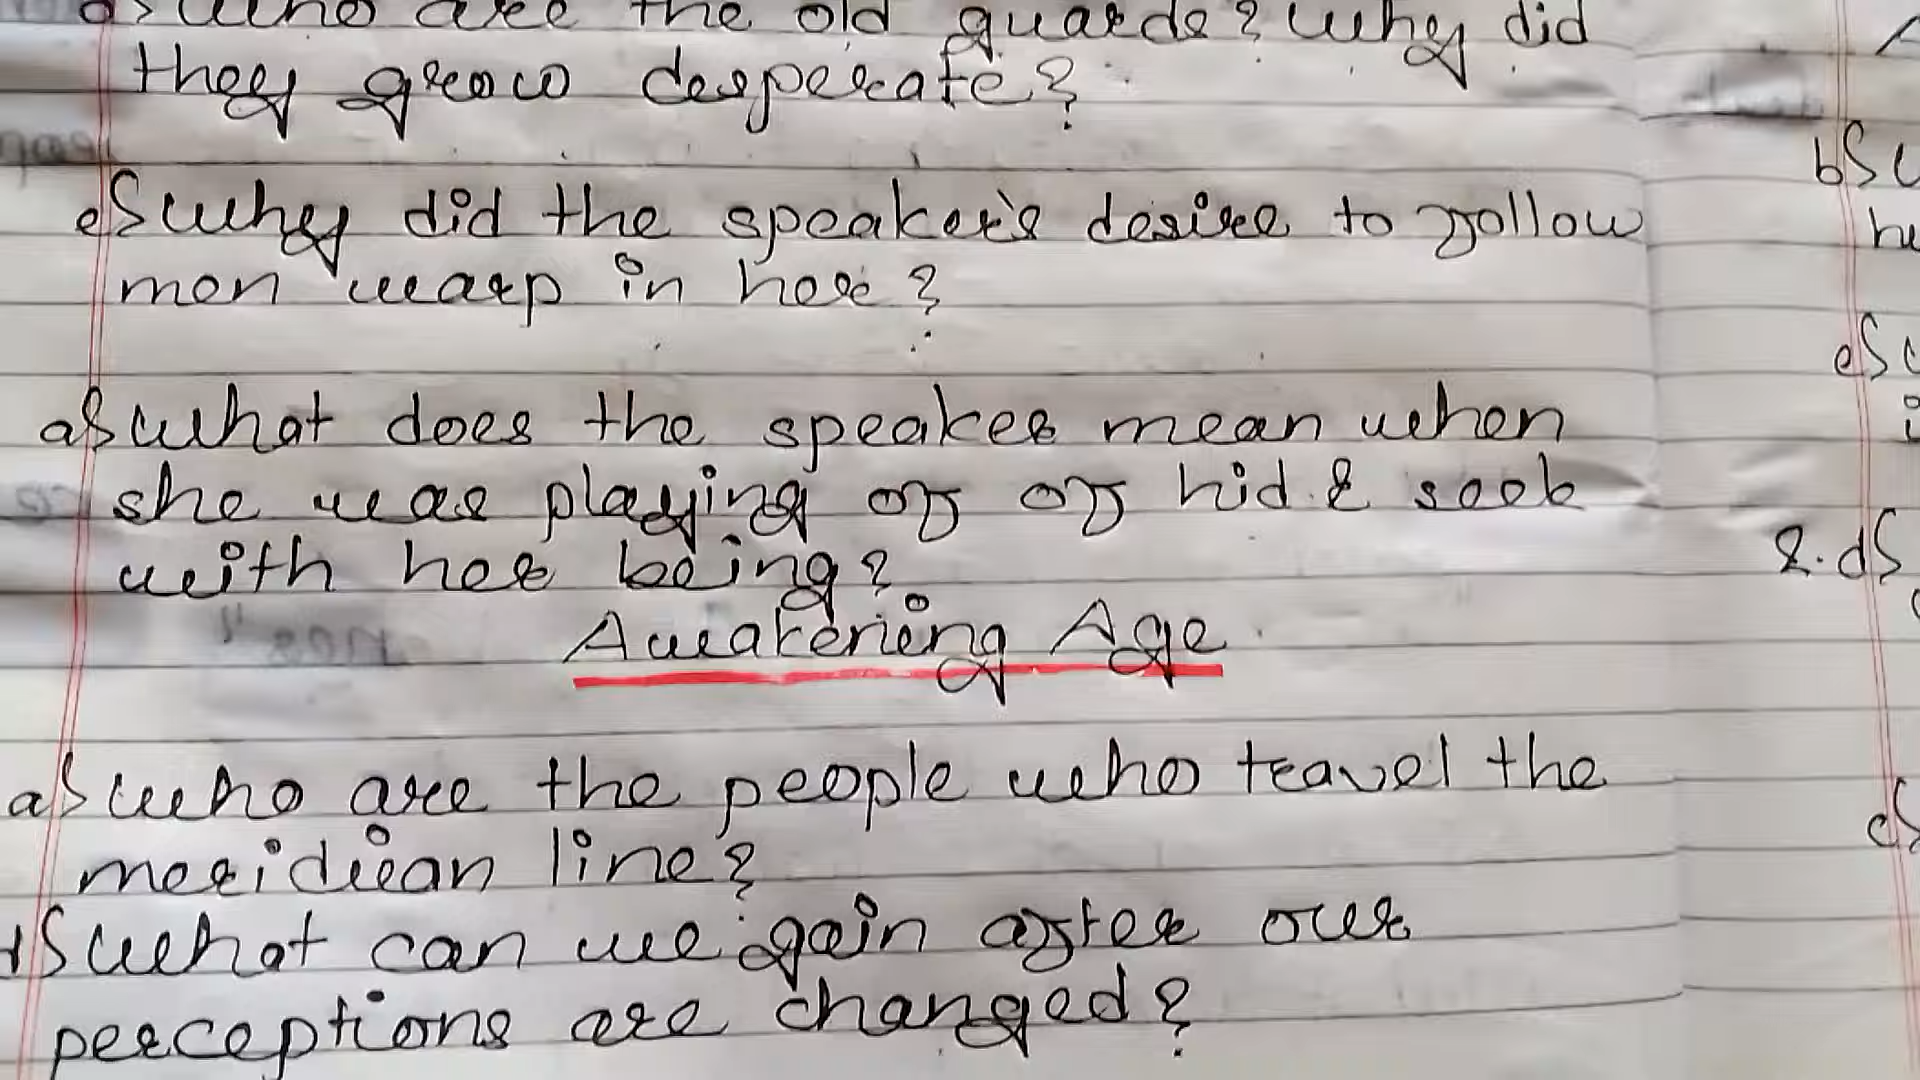 who are the old guards? why did
they grow desperate?
e) why did the speaker's desire to follow
men warp in her?
a) what does the speaker mean when
she was playing of of hid & seek
with her being?
Awakening Age
a) who are the people who travel the
meridian line?
what can we gain after our
perceptions are changed?
b)
e)
2. d)